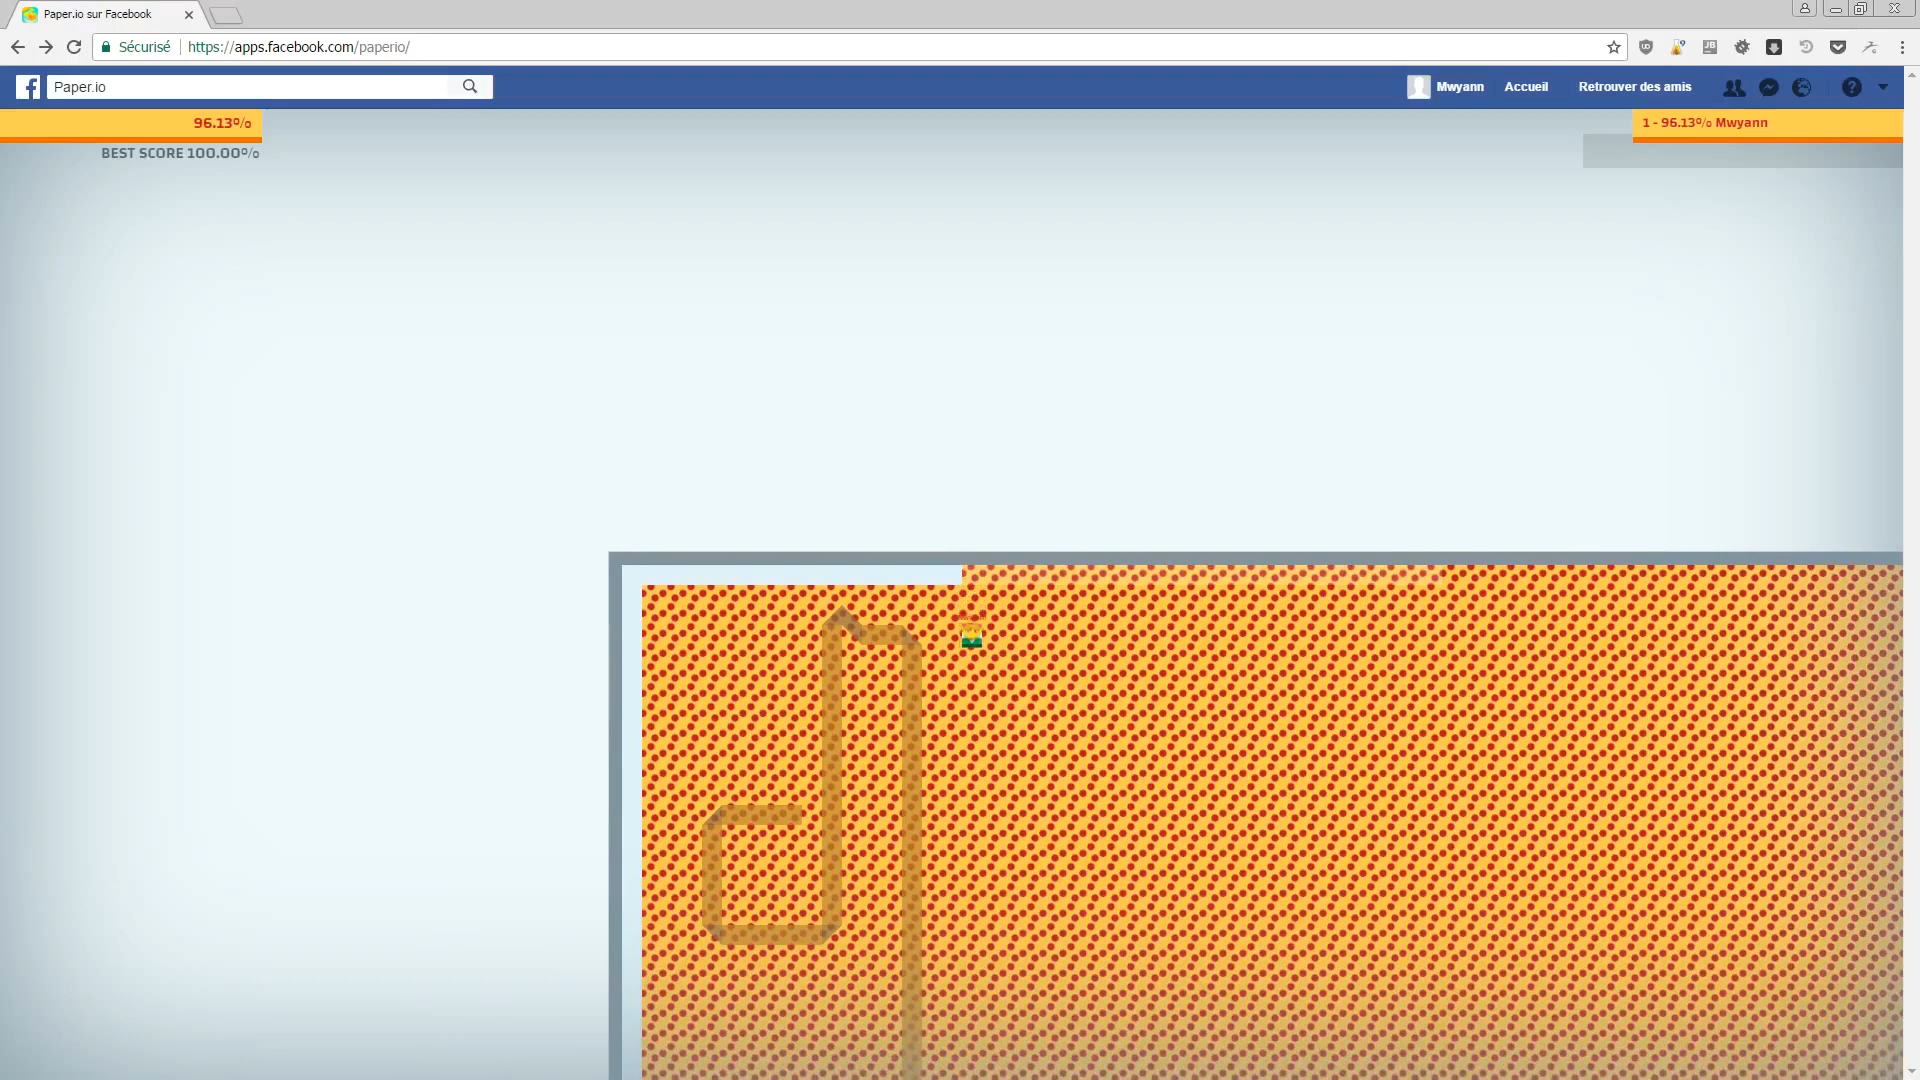 Paper.io sur Facebook
Sécurisé
https://apps.facebook.com/paperio/
Paper.io
Mwyann
Accueil
Retrouver des amis
96.13%
1 - 96.13% Mwyann
BEST SCORE 100.00%